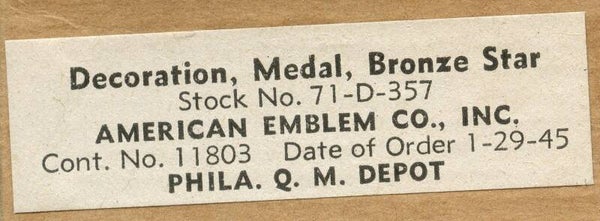 Decoration, Medal, Bronze Star
Stock No. 71-D-357
AMERICAN EMBLEM CO., INC.
Cont. No. 11803 Date of Order 1-29-45
PHILA. Q. M. DEPOT